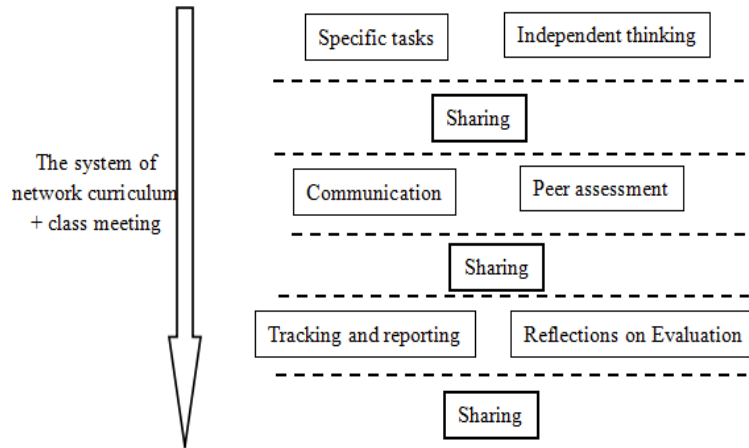 Specific tasks
Independent thinking
Sharing
The system of
network curriculum
+ class meeting
Communication
Peer assessment
Sharing
Tracking and reporting
Reflections on Evaluation
Sharing